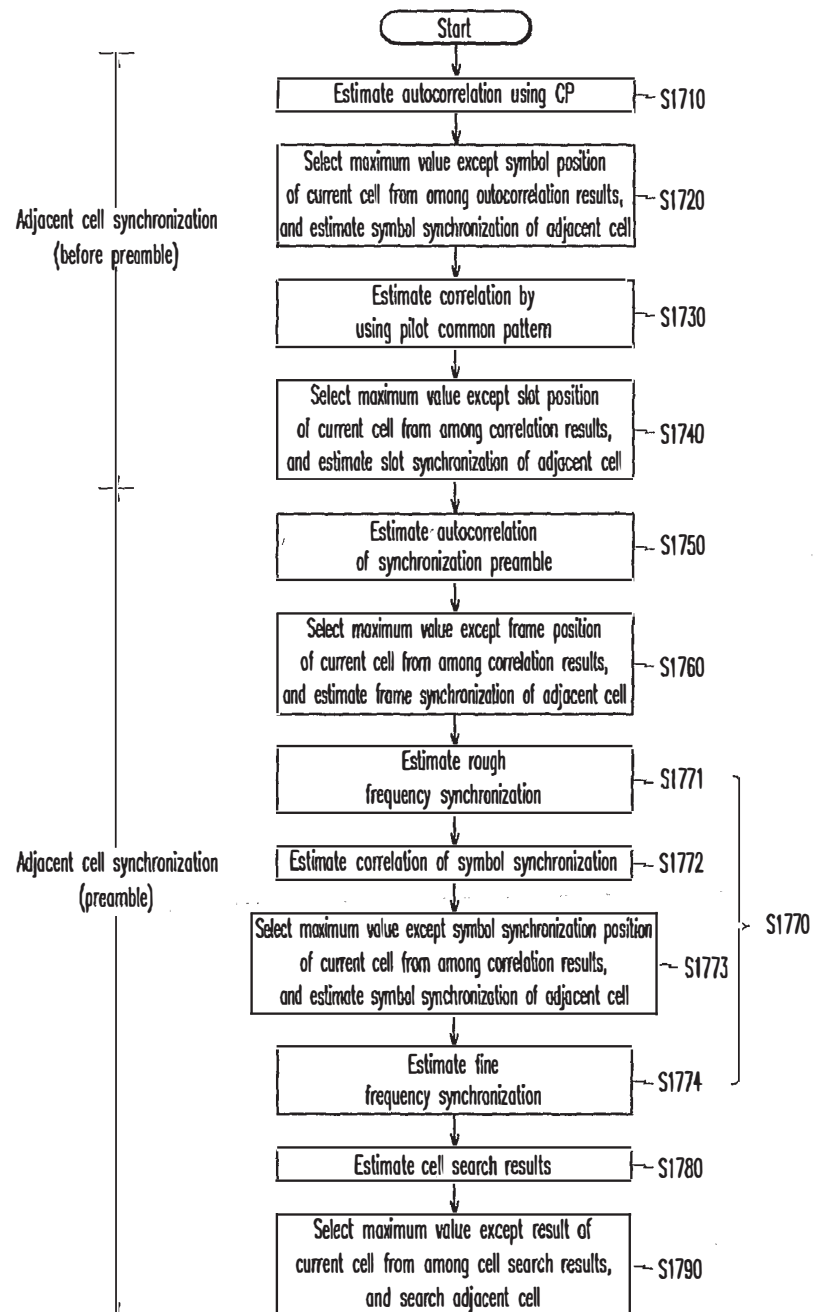 Start
Estimate autocorrelation using CP
S1710
Select maximum value except symbol position
of current cell from among autocorrelation results,
and estimate symbol synchronization of adjacent cell
S1720
Adjacent cell synchronization
(before preamble)
Estimate correlation by
using pilot common pattern
S1730
Select maximum value except slot position
of current cell from among correlation results,
and estimate slot synchronization of adjacent cell
S1740
Estimate autocorrelation
of synchronization preamble
S1750
Select maximum value except frame position
of current cell from among correlation results,
and estimate frame synchronization of adjacent cell
S1760
Estimate rough
frequency synchronization
S1771
Adjacent cell synchronization
(preamble)
Estimate correlation of symbol synchronization
S1772
Select maximum value except symbol synchronization position
of current cell from among correlation results,
and estimate symbol synchronization of adjacent cell
S1773
S1770
Estimate fine
frequency synchronization
S1774
Estimate cell search results
S1780
Select maximum value except result of
current cell from among cell search results,
and search adjacent cell
S1790